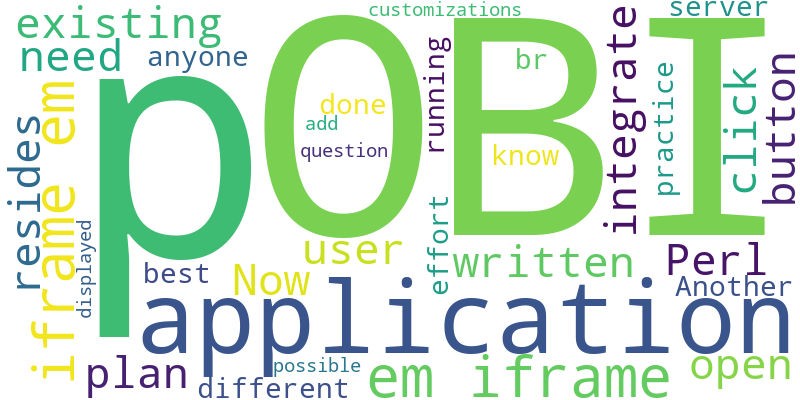 customizations
server
existing
need
anyone
p
OBI
br
done
add
question
know
running
integrate
practice
click
button
resides
iframe em
displayed
effort
user
written
Perl
best
Now
Another
application
plan
different
possible
em iframe
open